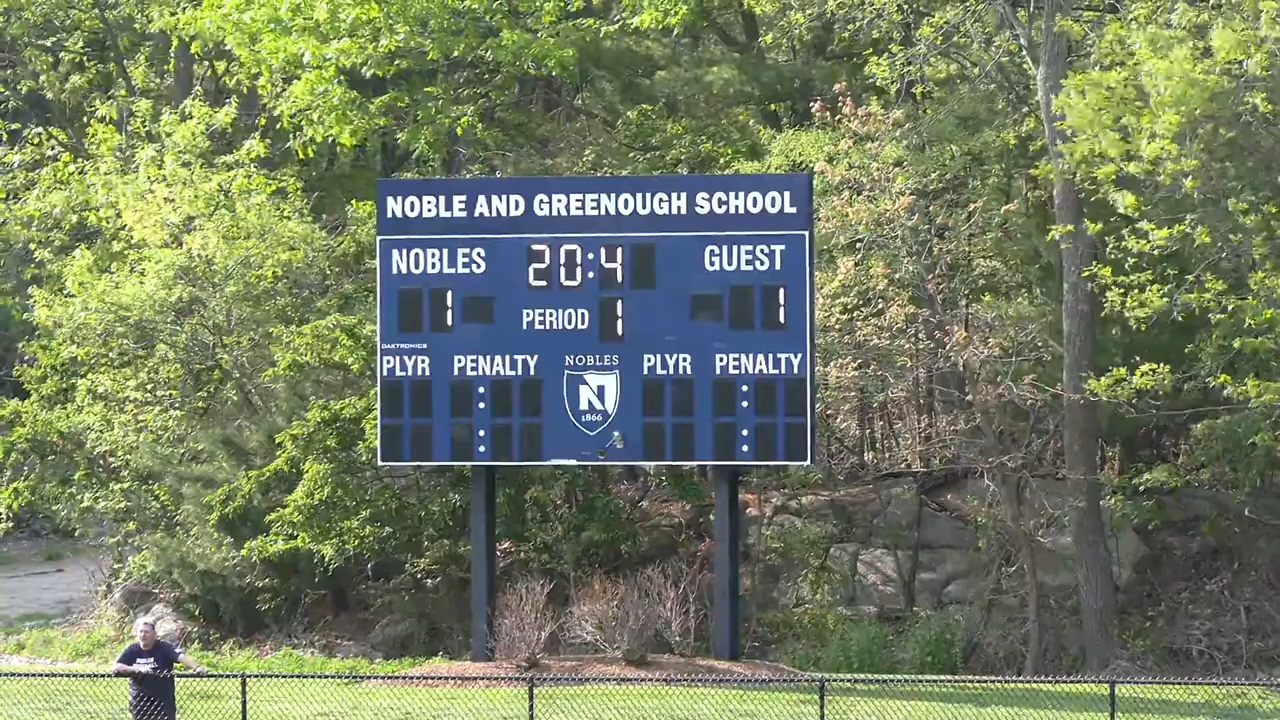 NOBLE AND GREENOUGH SCHOOL
NOBLES 20:4 GUEST
1 PERIOD 1 1
DAKTRONICS
PLYR PENALTY NOBLES PLYR PENALTY
N
1866